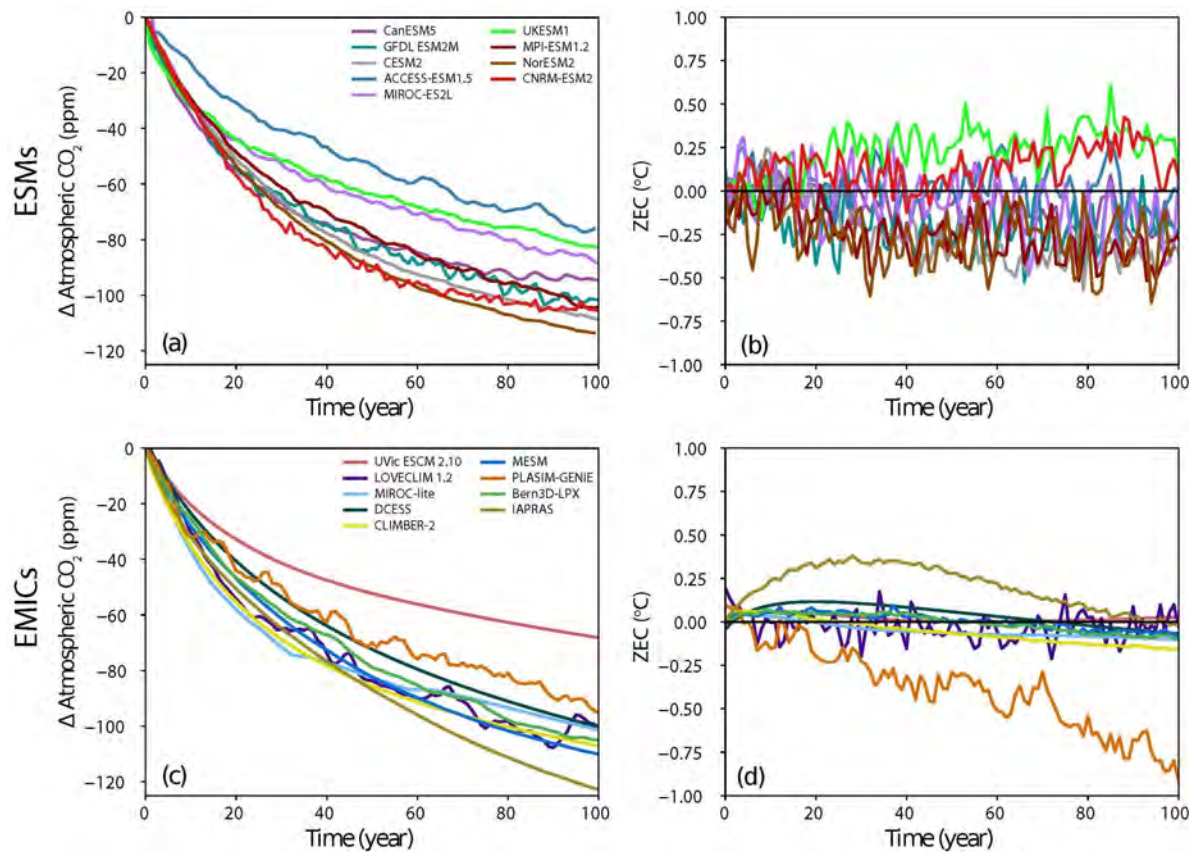 ESMs
Δ Atmospheric CO₂ (ppm)
0
−20
−40
−60
−80
−100
−120
CanESM5
GFDL ESM2M
CESM2
ACCESS-ESM1.5
MIROC-ES2L
UKESM1
MPI-ESM1.2
NorESM2
CNRM-ESM2
(a)
0 20 40 60 80 100
Time (year)
ZEC (°C)
1.00
0.75
0.50
0.25
0.00
−0.25
−0.50
−0.75
−1.00
(b)
0 20 40 60 80 100
Time (year)
EMICs
Δ Atmospheric CO₂ (ppm)
0
−20
−40
−60
−80
−100
−120
UVic ESCM 2.10
LOVECLIM 1.2
MIROC-lite
DCESS
CLIMBER-2
MESM
PLASIM-GENIE
Bern3D-LPX
IAPRAS
(c)
0 20 40 60 80 100
Time (year)
ZEC (°C)
1.00
0.75
0.50
0.25
0.00
−0.25
−0.50
−0.75
−1.00
(d)
0 20 40 60 80 100
Time (year)